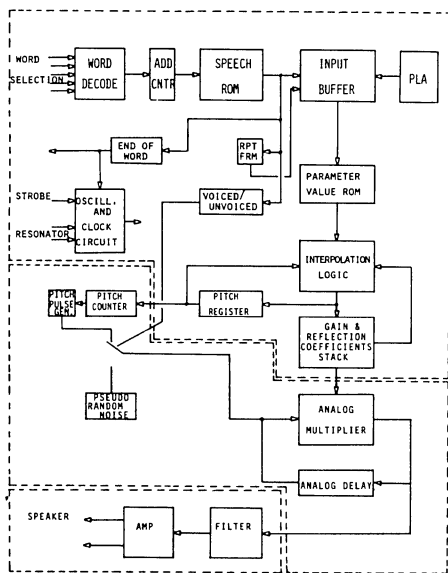 WORD
SELECTION
WORD
DECODE
ADD
CNTR
SPEECH
ROM
INPUT
BUFFER
PLA
END OF
WORD
RPT
FRM
PARAMETER
VALUE ROM
STROBE
RESONATOR
OSCILL.
AND
CLOCK
CIRCUIT
VOICED/
UNVOICED
INTERPOLATION
LOGIC
PITCH
PULSE
GEN.
PITCH
COUNTER
PITCH
REGISTER
GAIN &
REFLECTION
COEFFICIENTS
STACK
PSEUDO
RANDOM
NOISE
ANALOG
MULTIPLIER
ANALOG DELAY
SPEAKER
AMP
FILTER